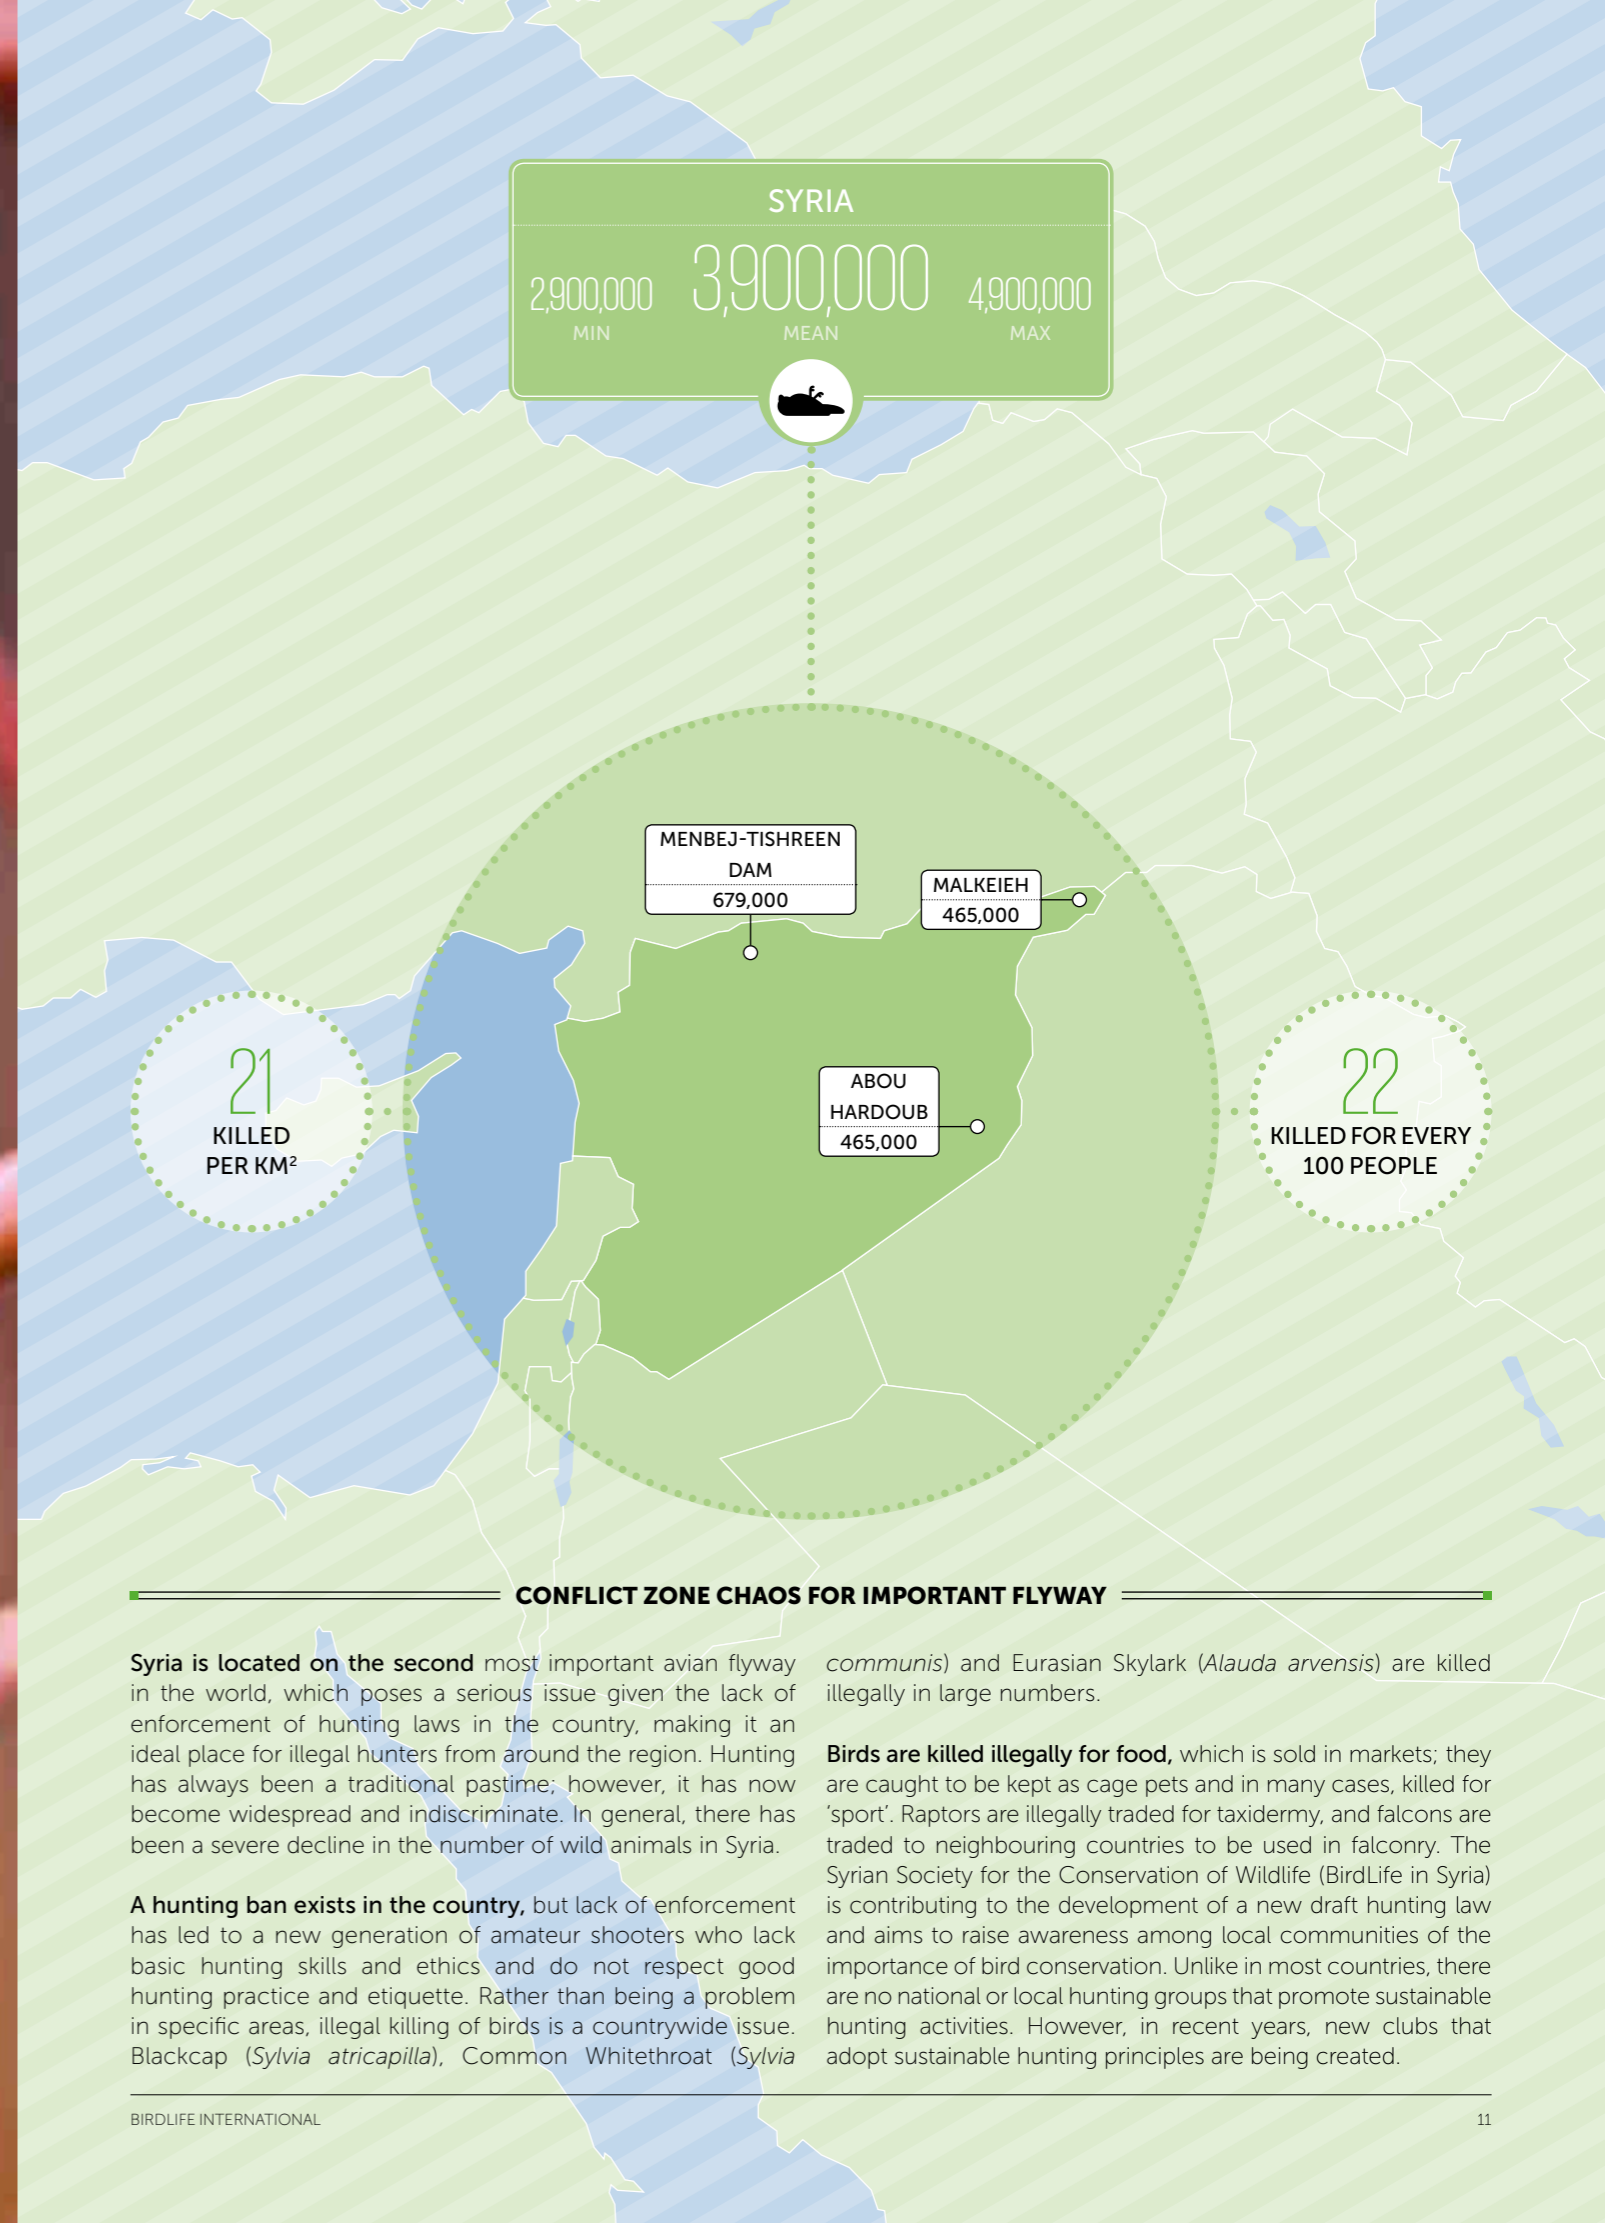 SYRIA
2,900,000
MIN
3,900,000
MEAN
4,900,000
MAX
MENBEJ-TISHREEN
DAM
679,000
MALKEIEH
465,000
ABOU
HARDOUB
465,000
21
KILLED
PER KM²
22
KILLED FOR EVERY
100 PEOPLE
CONFLICT ZONE CHAOS FOR IMPORTANT FLYWAY
Syria is located on the second most important avian flyway
in the world, which poses a serious issue given the lack of
enforcement of hunting laws in the country, making it an
ideal place for illegal hunters from around the region. Hunting
has always been a traditional pastime; however, it has now
become widespread and indiscriminate. In general, there has
been a severe decline in the number of wild animals in Syria.
A hunting ban exists in the country, but lack of enforcement
has led to a new generation of amateur shooters who lack
basic hunting skills and ethics and do not respect good
hunting practice and etiquette. Rather than being a problem
in specific areas, illegal killing of birds is a countrywide issue.
Blackcap (Sylvia atricapilla), Common Whitethroat (Sylvia
communis) and Eurasian Skylark (Alauda arvensis) are killed
illegally in large numbers.
Birds are killed illegally for food, which is sold in markets; they
are caught to be kept as cage pets and in many cases, killed for
‘sport’. Raptors are illegally traded for taxidermy, and falcons are
traded to neighbouring countries to be used in falconry. The
Syrian Society for the Conservation of Wildlife (BirdLife in Syria)
is contributing to the development of a new draft hunting law
and aims to raise awareness among local communities of the
importance of bird conservation. Unlike in most countries, there
are no national or local hunting groups that promote sustainable
hunting activities. However, in recent years, new clubs that
adopt sustainable hunting principles are being created.
BIRDLIFE INTERNATIONAL
11